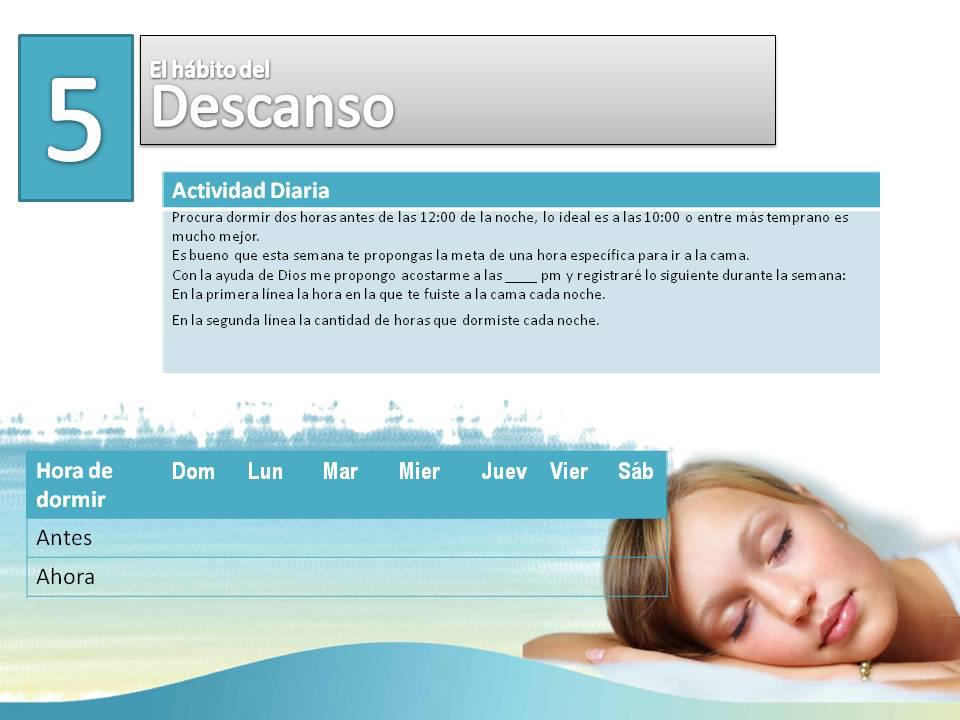 5
El hábito del
Descanso
Actividad Diaria
Procura dormir dos horas antes de las 12:00 de la noche, lo ideal es a las 10:00 o entre más temprano es
mucho mejor.
Es bueno que esta semana te propongas la meta de una hora específica para ir a la cama.
Con la ayuda de Dios me propongo acostarme a las ____ pm y registraré lo siguiente durante la semana:
En la primera línea la hora en la que te fuiste a la cama cada noche.
En la segunda línea la cantidad de horas que dormiste cada noche.
Hora de dormir Dom Lun Mar Mier Juev Vier Sáb
Antes
Ahora